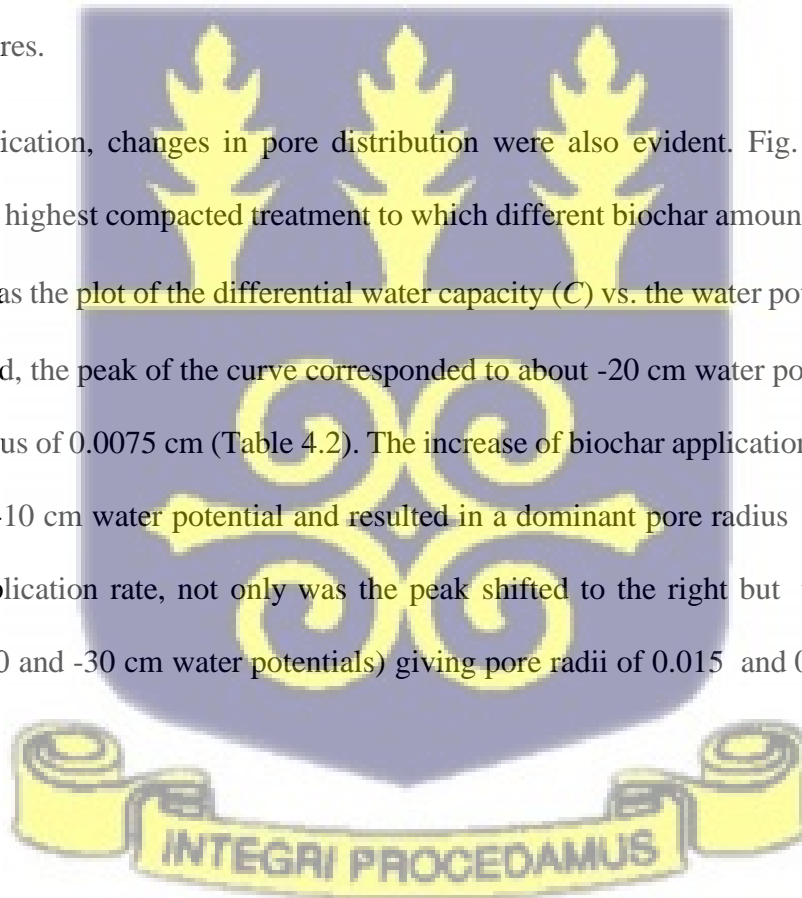 res.
ication, changes in pore distribution were also evident. Fig.
highest compacted treatment to which different biochar amoun
as the plot of the differential water capacity (C) vs. the water po
d, the peak of the curve corresponded to about -20 cm water po
us of 0.0075 cm (Table 4.2). The increase of biochar application
-10 cm water potential and resulted in a dominant pore radius
plication rate, not only was the peak shifted to the right but
0 and -30 cm water potentials) giving pore radii of 0.015 and 0
INTEGRI PROCEDAMUS